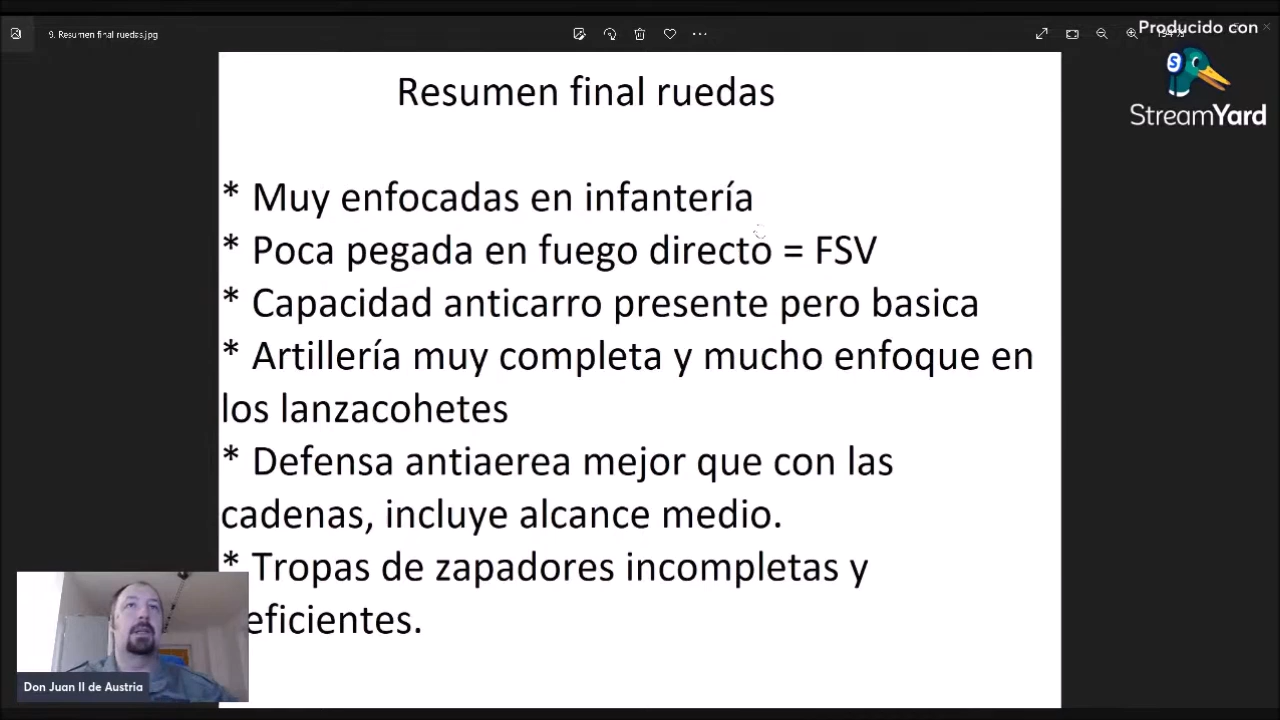 9. Resumen final ruedas.jpg
Producido con
StreamYard
Resumen final ruedas
* Muy enfocadas en infantería
* Poca pegada en fuego directo = FSV
* Capacidad anticarro presente pero basica
* Artillería muy completa y mucho enfoque en
los lanzacohetes
* Defensa antiaerea mejor que con las
cadenas, incluye alcance medio.
* Tropas de zapadores incompletas y
eficientes.
Don Juan II de Austria